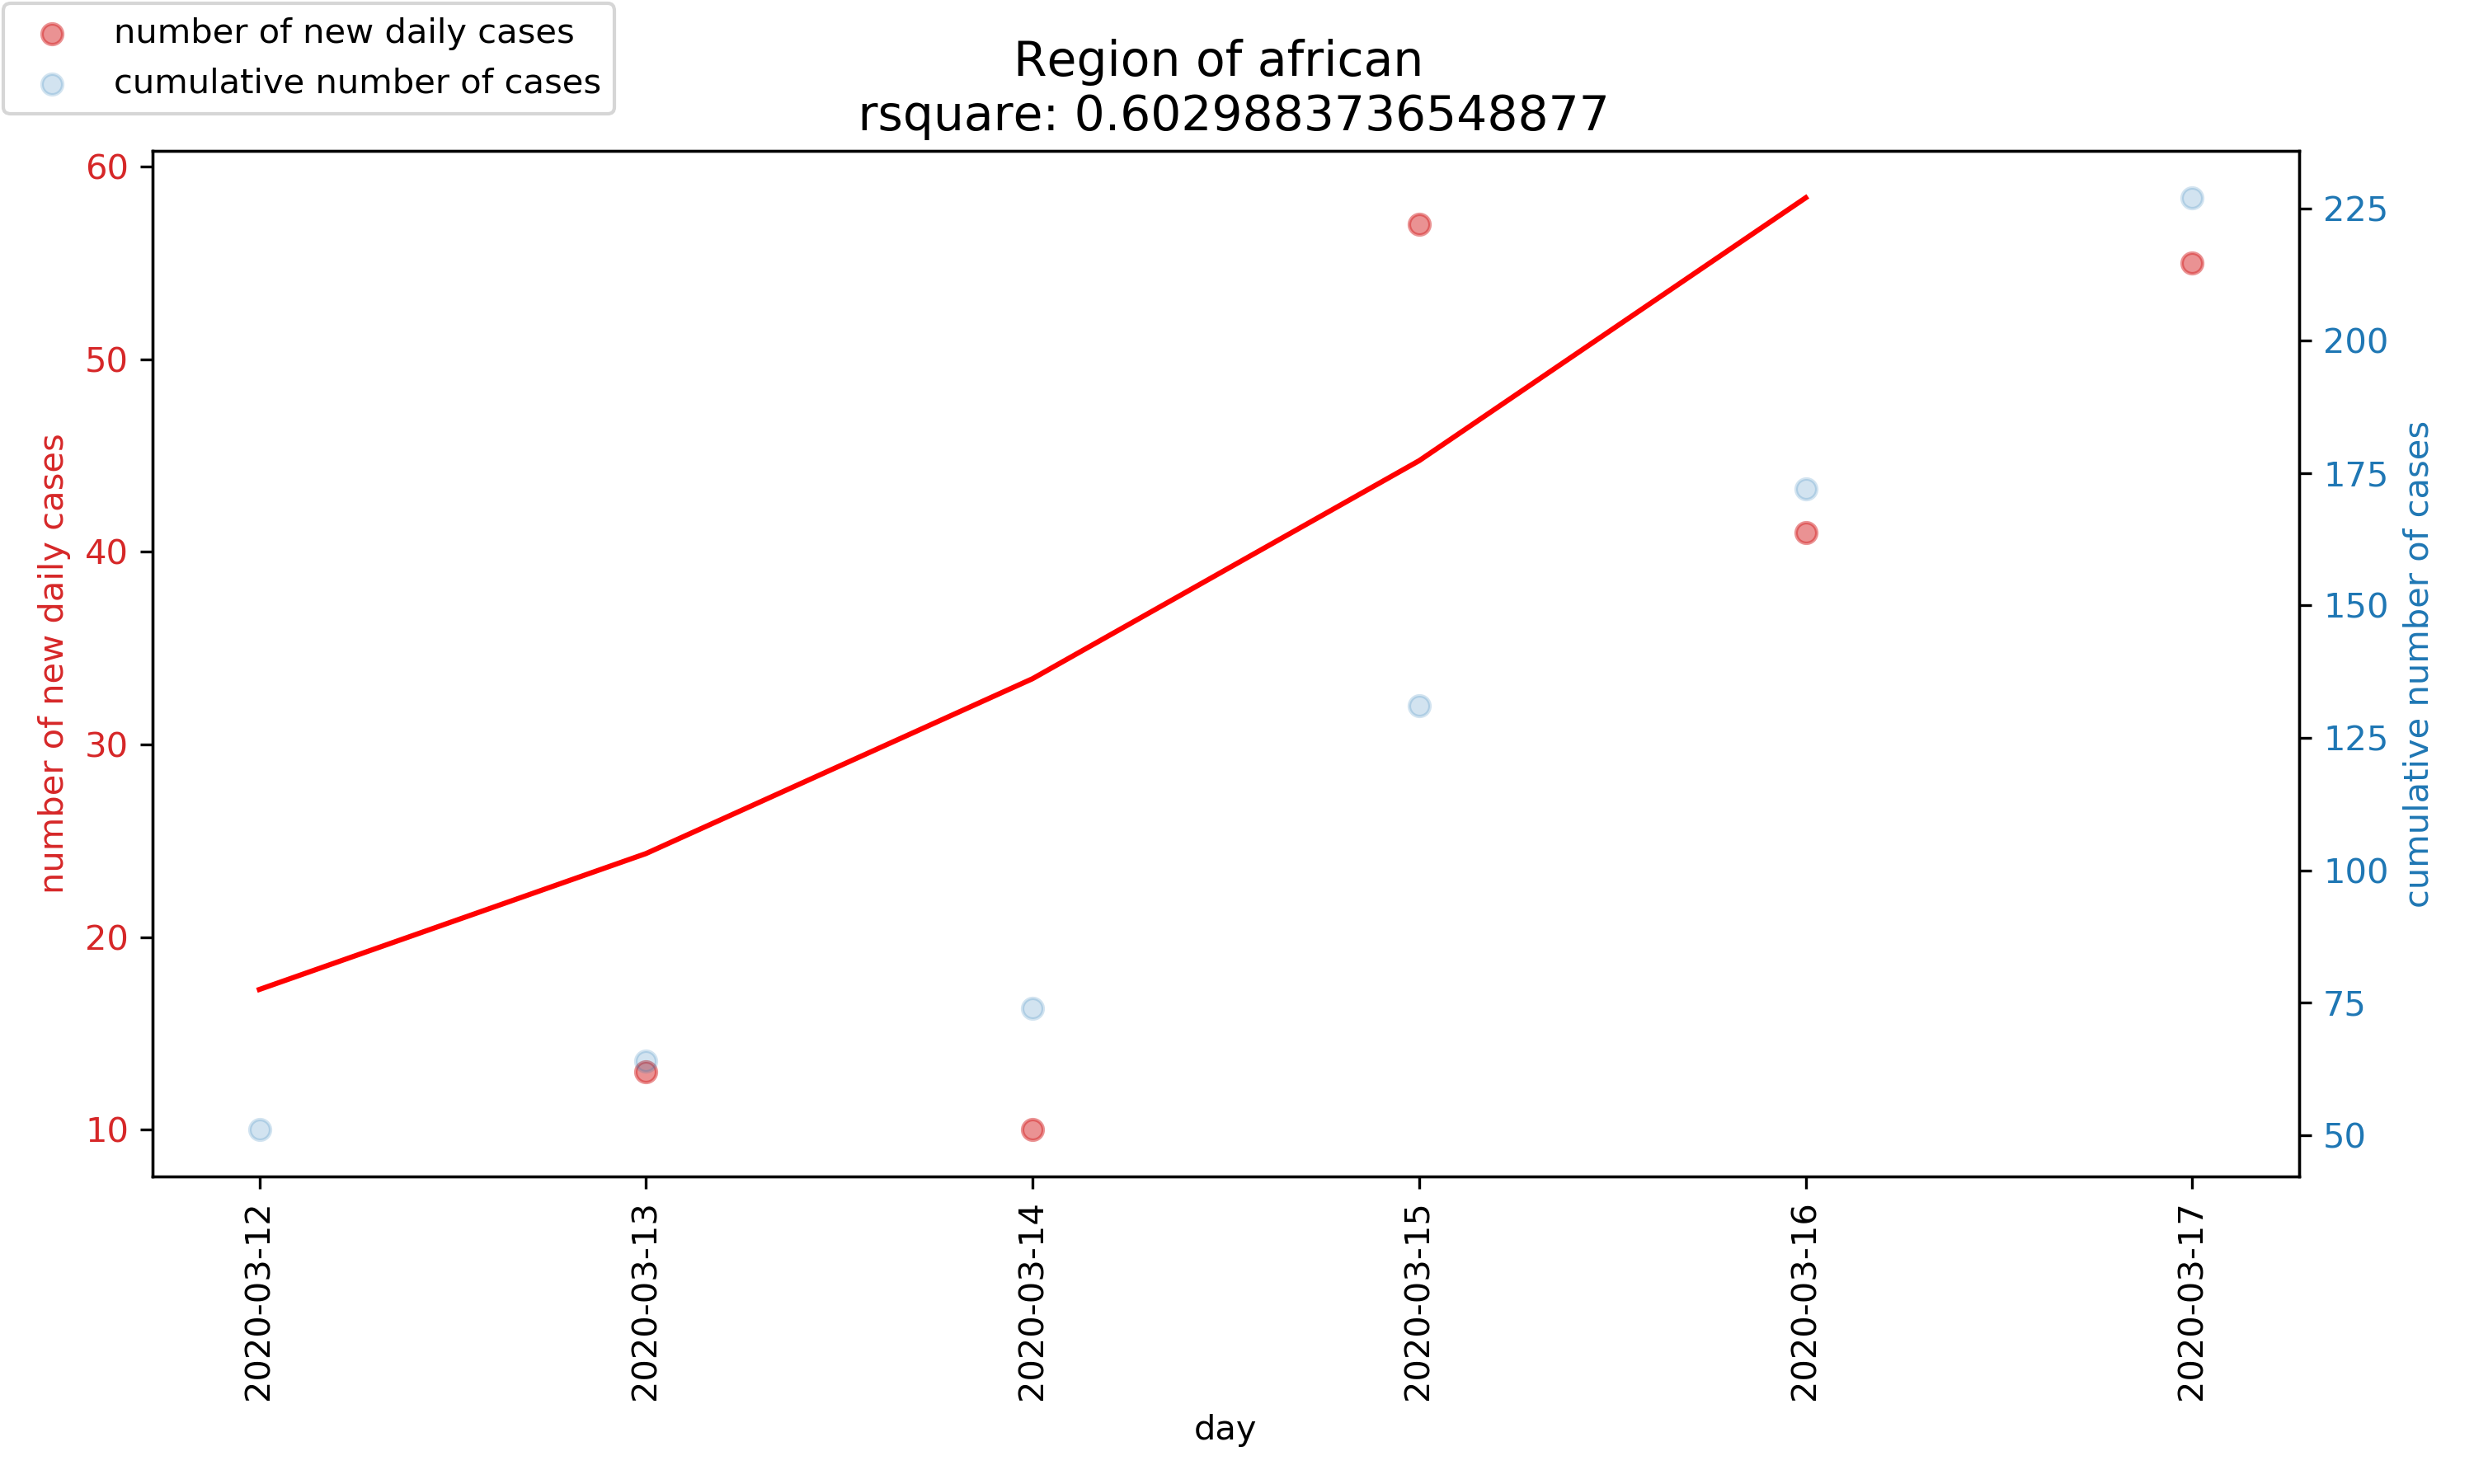 number of new daily cases
cumulative number of cases
Region of african
rsquare: 0.6029883736548877
60
50
40
30
20
10
number of new daily cases
225
200
175
150
125
100
75
50
cumulative number of cases
2020-03-12
2020-03-13
2020-03-14
2020-03-15
2020-03-16
2020-03-17
day